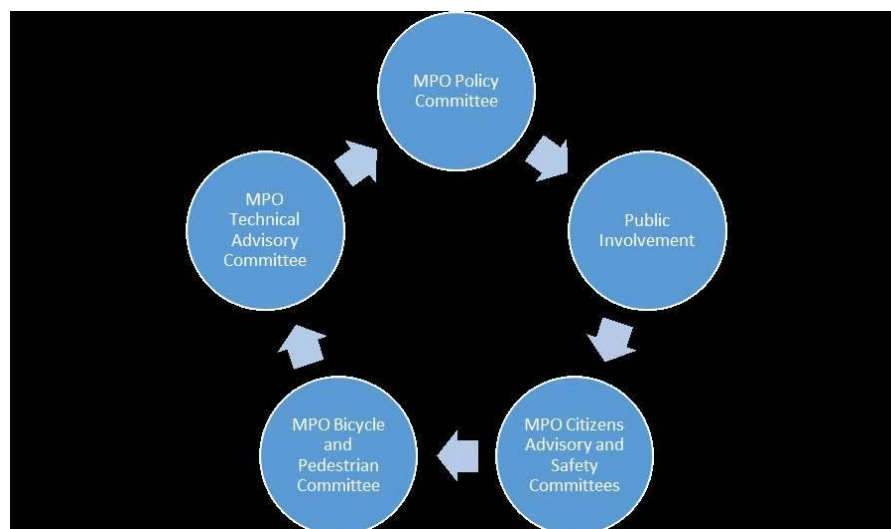 MPO Policy
Committee
Public
Involvement
MPO Citizens
Advisory and
Safety
Committees
MPO Bicycle
and
Pedestrian
Committee
MPO
Technical
Advisory
Committee